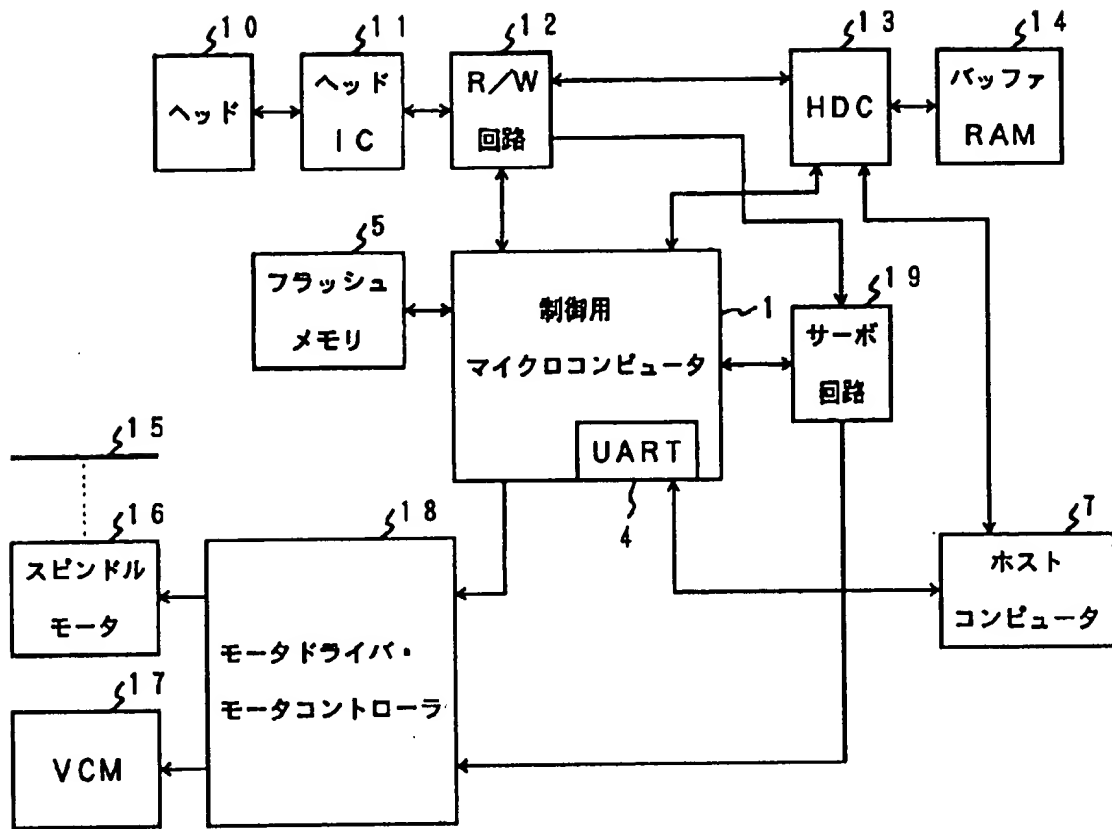 10
11
12
13
14
ヘッド
ヘッド
IC
R/W
回路
HDC
バッファ
RAM
5
フラッシュ
メモリ
制御用
マイクロコンピュータ
1
19
サーボ
回路
UART
4
15
16
スピンドル
モータ
17
VCM
18
モータドライバ・
モータコントローラ
7
ホスト
コンピュータ